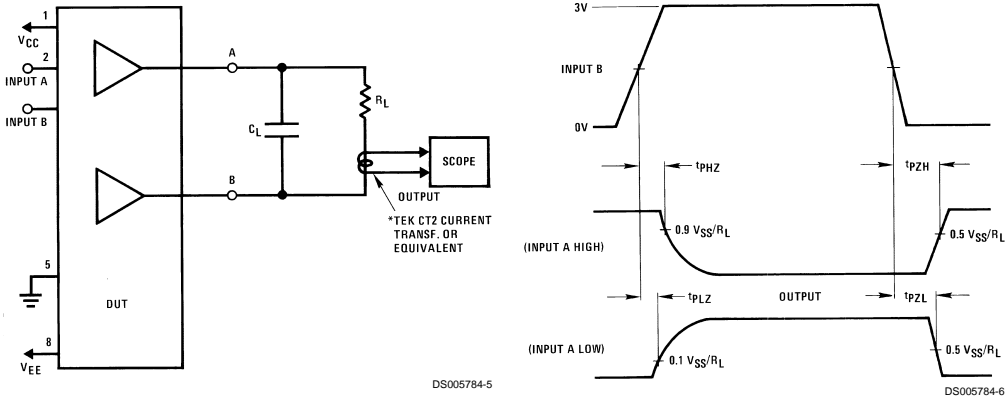 1
VCC
2
INPUT A
INPUT B
5
DUT
8
VEE
A
B
CL
RL
SCOPE
OUTPUT
*TEK CT2 CURRENT
TRANSF. OR
EQUIVALENT
DS005784-5
3V
INPUT B
0V
tPHZ
tPZH
0.9 VSS/RL
0.5 VSS/RL
(INPUT A HIGH)
tPLZ
OUTPUT
tPZL
(INPUT A LOW)
0.1 VSS/RL
0.5 VSS/RL
DS005784-6